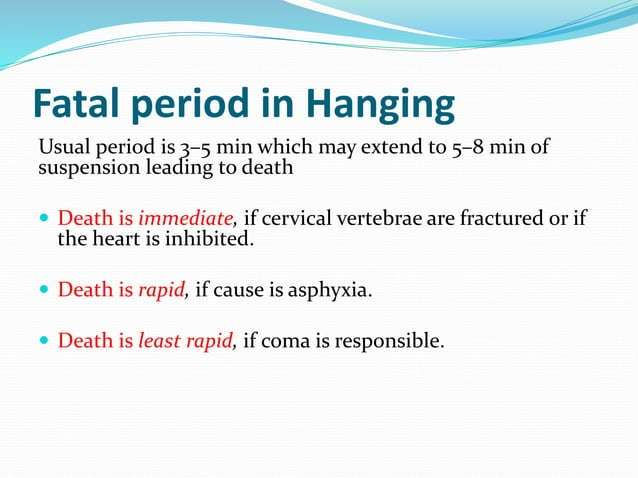 Fatal period in Hanging
Usual period is 3–5 min which may extend to 5–8 min of
suspension leading to death
• Death is immediate, if cervical vertebrae are fractured or if
the heart is inhibited.
• Death is rapid, if cause is asphyxia.
• Death is least rapid, if coma is responsible.